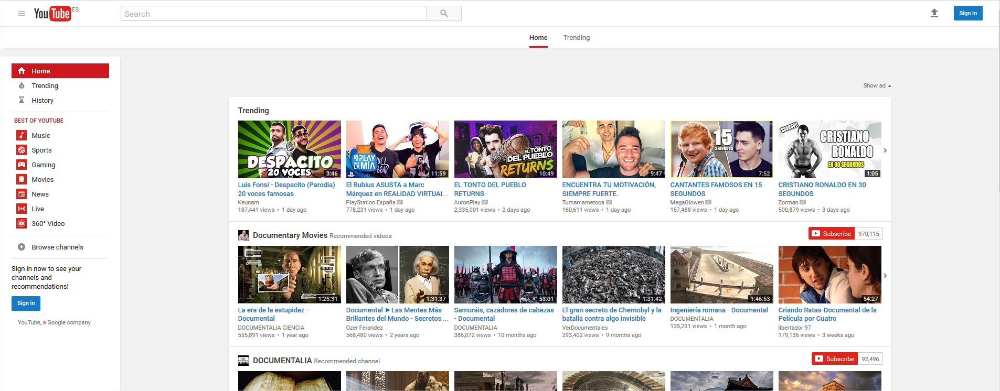 YouTube ES
Search
Sign in
Home Trending
Home
Trending
History
BEST OF YOUTUBE
Music
Sports
Gaming
Movies
News
Live
360° Video
Browse channels
Sign in now to see your
channels and
recommendations!
Sign in
YouTube, a Google company
Show ad
Trending
DESPACITO
20 VOCES
3:46
Luis Fonsi - Despacito (Parodia)
20 voces famosas
Keunam
187,441 views • 1 day ago
EN PLAY
O EN
LA MÍA
11:59
El Rubius ASUSTA a Marc
Márquez en REALIDAD VIRTUAL...
PlayStation España
778,231 views • 1 day ago
EL TONTO
DEL PUEBLO
RETURNS
10:49
EL TONTO DEL PUEBLO
RETURNS
AuronPlay
2,335,001 views • 2 days ago
9:47
ENCUENTRA TU MOTIVACIÓN,
SIEMPRE FUERTE.
Tumamametoca
160,611 views • 1 day ago
15
SEGUNDOS
7:52
CANTANTES FAMOSOS EN 15
SEGUNDOS
MegaGlowen
157,488 views • 1 day ago
CRISTIANO
RONALDO
EN 30 SEGUNDOS
1:05
CRISTIANO RONALDO EN 30
SEGUNDOS
Zorman
500,879 views • 3 days ago
Documentary Movies Recommended videos
Subscribe 970,115
1:25:31
La era de la estupidez -
Documental
DOCUMENTALIA CIENCIA
555,891 views • 1 year ago
1:31:37
Documental ►Las Mentes Más
Brillantes del Mundo - Secretos ...
Ozer Ferandez
568,480 views • 2 years ago
53:01
Samuráis, cazadores de cabezas
- Documental
DOCUMENTALIA
386,072 views • 10 months ago
1:31:42
El gran secreto de Chernobyl y la
batalla contra algo invisible
VerDocumentales
293,402 views • 9 months ago
1:46:53
Ingeniería romana - Documental
DOCUMENTALIA
135,291 views • 1 month ago
54:27
Criando Ratas-Documental de la
Película por Cuatro
libertador 97
179,136 views • 3 weeks ago
DOCUMENTALIA Recommended channel
Subscribe 92,496